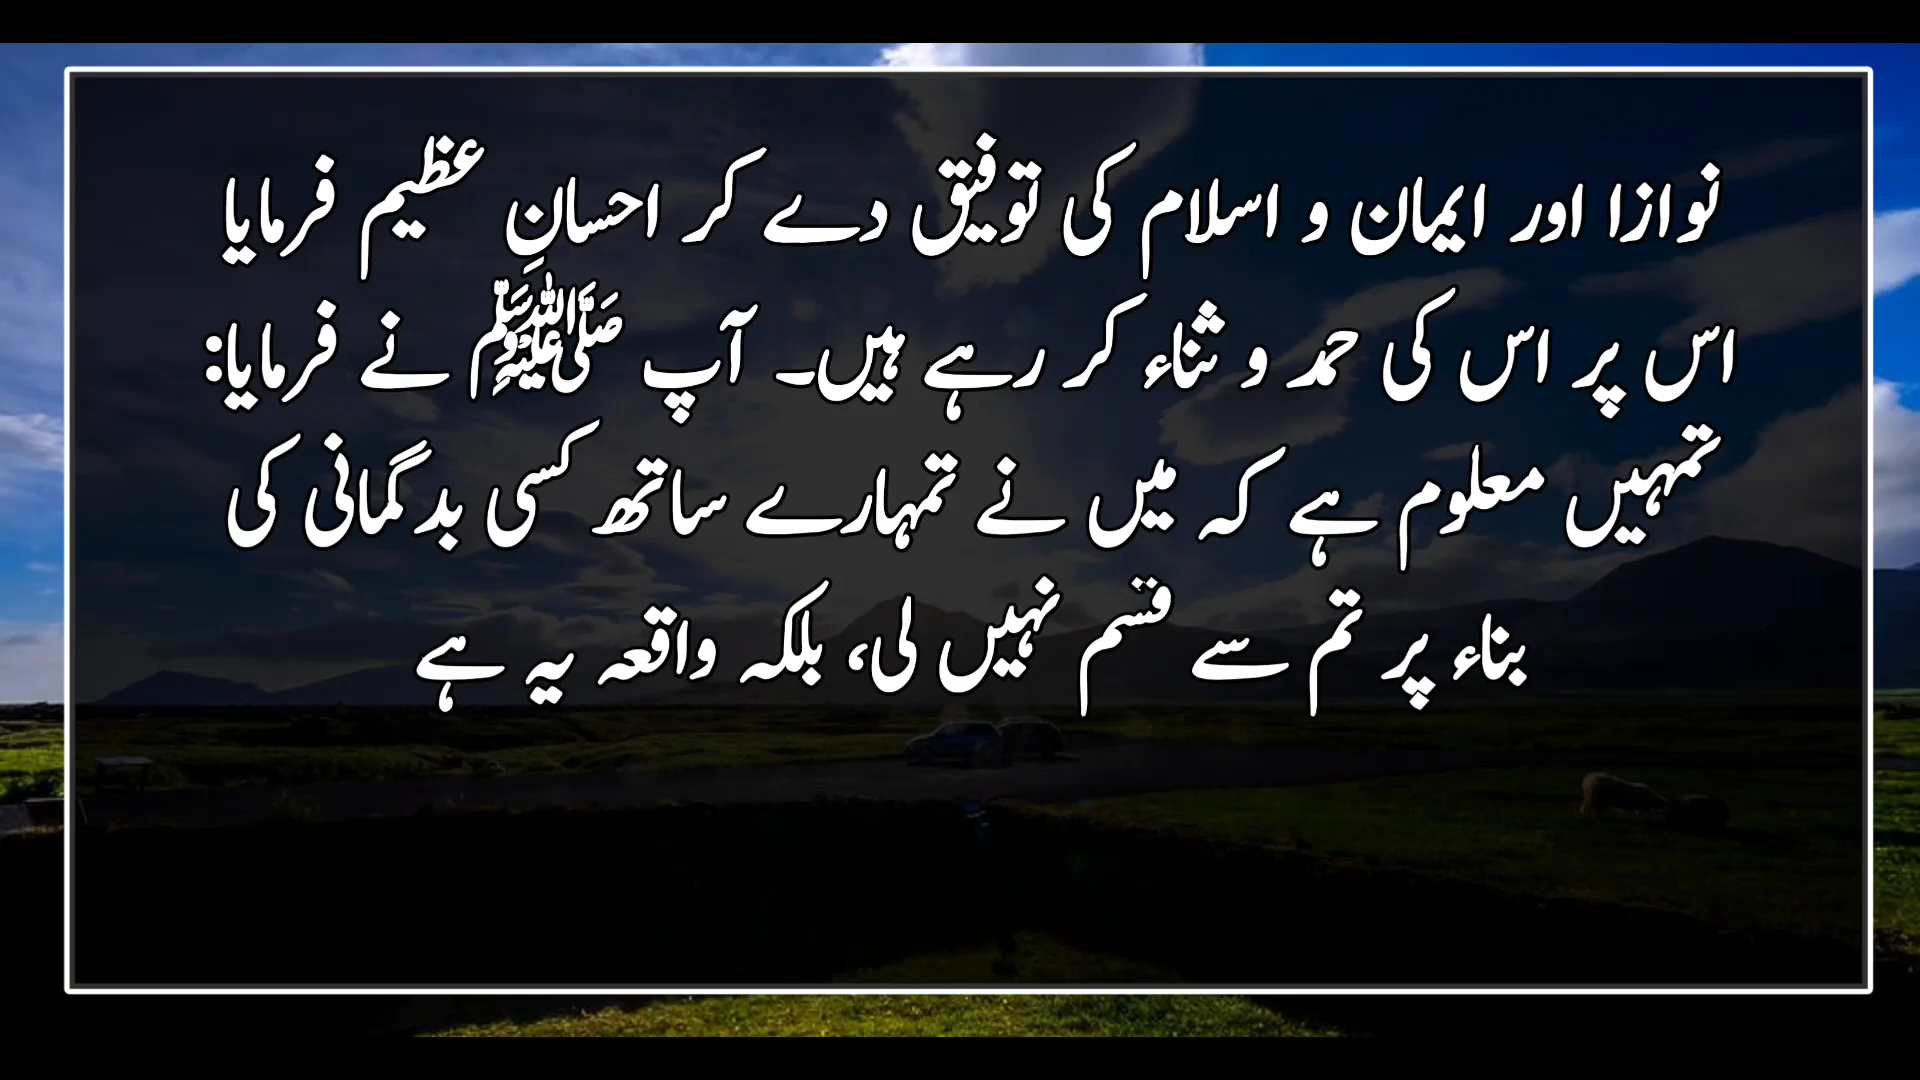 نوازا اور ایمان و اسلام کی توفیق دے کر احسانِ عظیم فرمایا
اس پر اس کی حمد و ثناء کر رہے ہیں۔ آپ ﷺ نے فرمایا:
تمہیں معلوم ہے کہ میں نے تمہارے ساتھ کسی بدگمانی کی
بناء پر تم سے قسم نہیں لی، بلکہ واقعہ یہ ہے